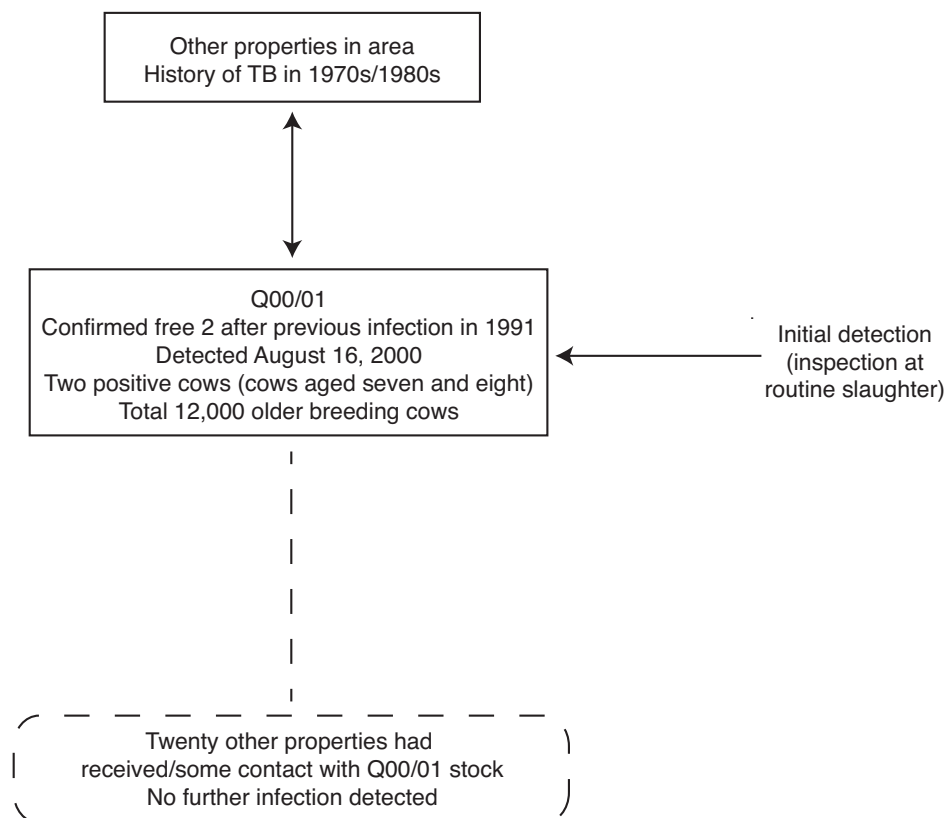 Other properties in area
History of TB in 1970s/1980s
Q00/01
Confirmed free 2 after previous infection in 1991
Detected August 16, 2000
Two positive cows (cows aged seven and eight)
Total 12,000 older breeding cows
Initial detection
(inspection at
routine slaughter)
Twenty other properties had
received/some contact with Q00/01 stock
No further infection detected